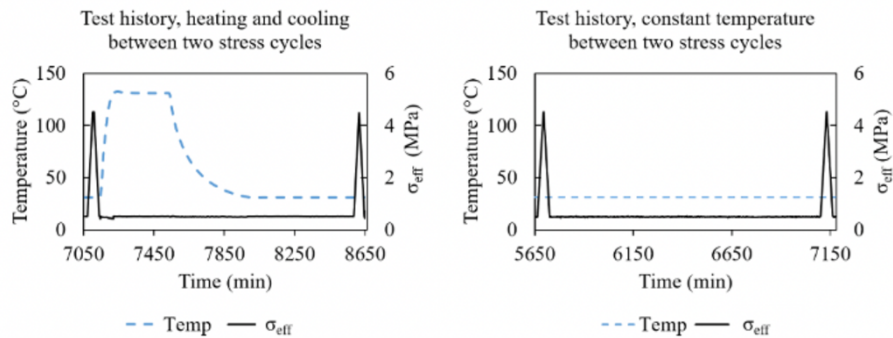 Test history, heating and cooling
between two stress cycles
150
100
50
0
Temperature (°C)
6
4
2
0
σeff (MPa)
7050 7450 7850 8250 8650
Time (min)
Temp σeff
Test history, constant temperature
between two stress cycles
150
100
50
0
Temperature (°C)
6
4
2
0
σeff (MPa)
5650 6150 6650 7150
Time (min)
Temp σeff